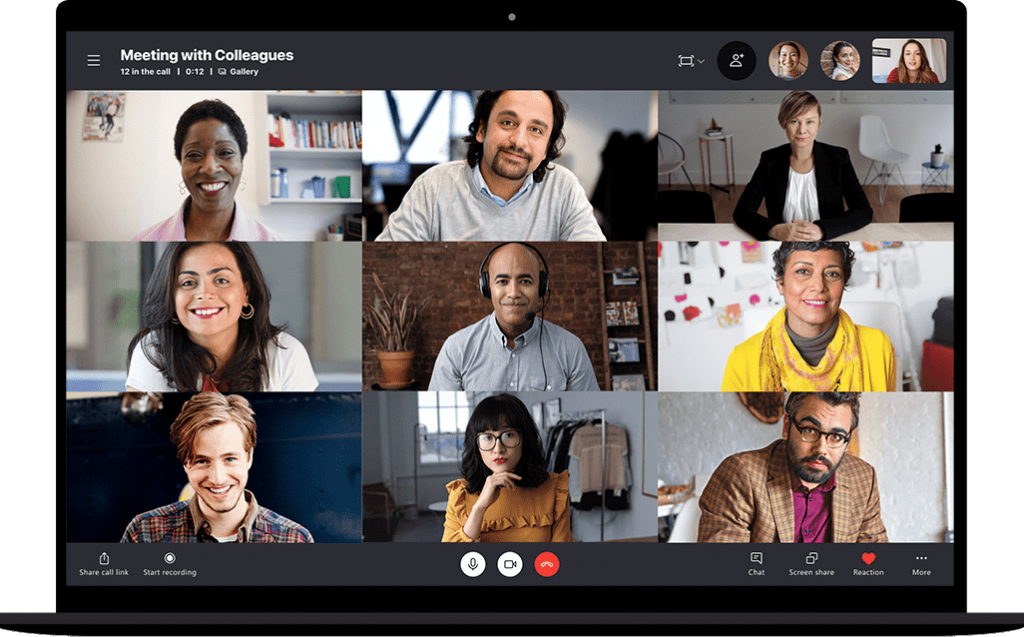 Meeting with Colleagues
12 in the call | 0:12 | Gallery
Share call link
Start recording
Chat
Screen share
Reaction
More